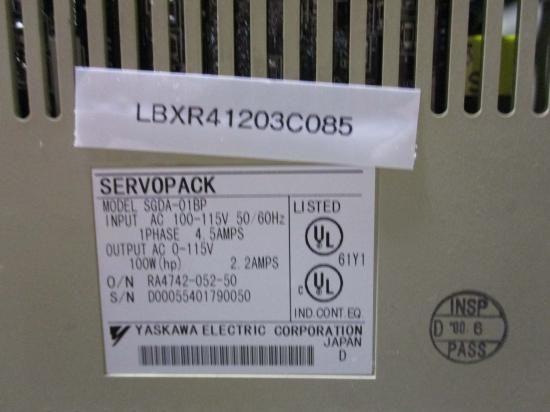 LBXR41203C085
SERVOPACK
MODEL SGDA-01BP
INPUT AC 100-115V 50/60Hz
1PHASE 4.5AMPS
OUTPUT AC 0-115V
100W(hp) 2.2AMPS
O/N RA4742-052-50
S/N D00055401790050
LISTED
UL
61Y1
c UL
IND.CONT.EQ.
YASKAWA ELECTRIC CORPORATION
JAPAN
D
INSP
D '00. 6
PASS